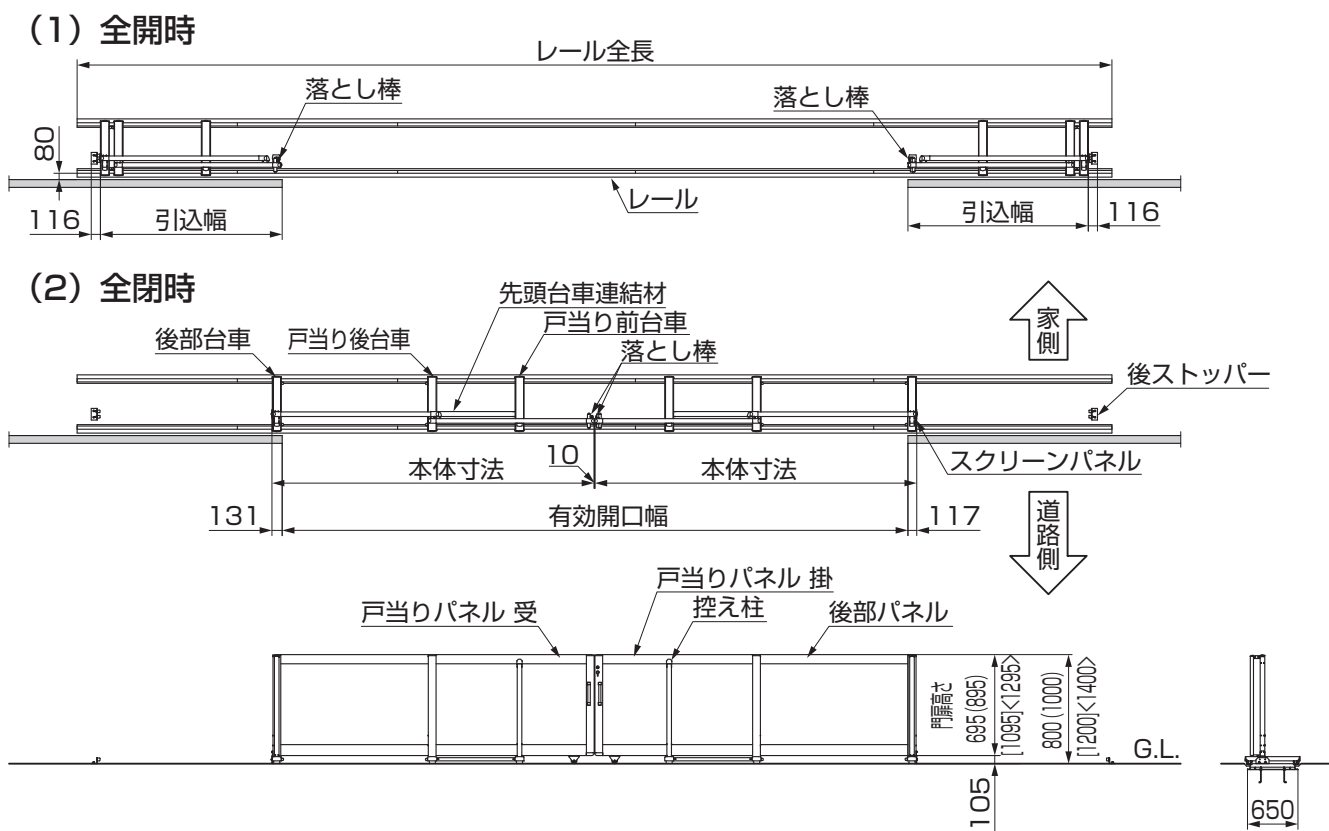 （1）全開時
レール全長
落とし棒
落とし棒
80
レール
116
引込幅
引込幅
116
（2）全閉時
先頭台車連結材
戸当り前台車
後部台車
戸当り後台車
落とし棒
家側
後ストッパー
本体寸法
10
本体寸法
スクリーンパネル
131
有効開口幅
117
道路側
戸当りパネル 掛
戸当りパネル 受
控え柱
後部パネル
門扉高さ
695(895)
[1095]<1295>
800(1000)
[1200]<1400>
G.L.
105
650